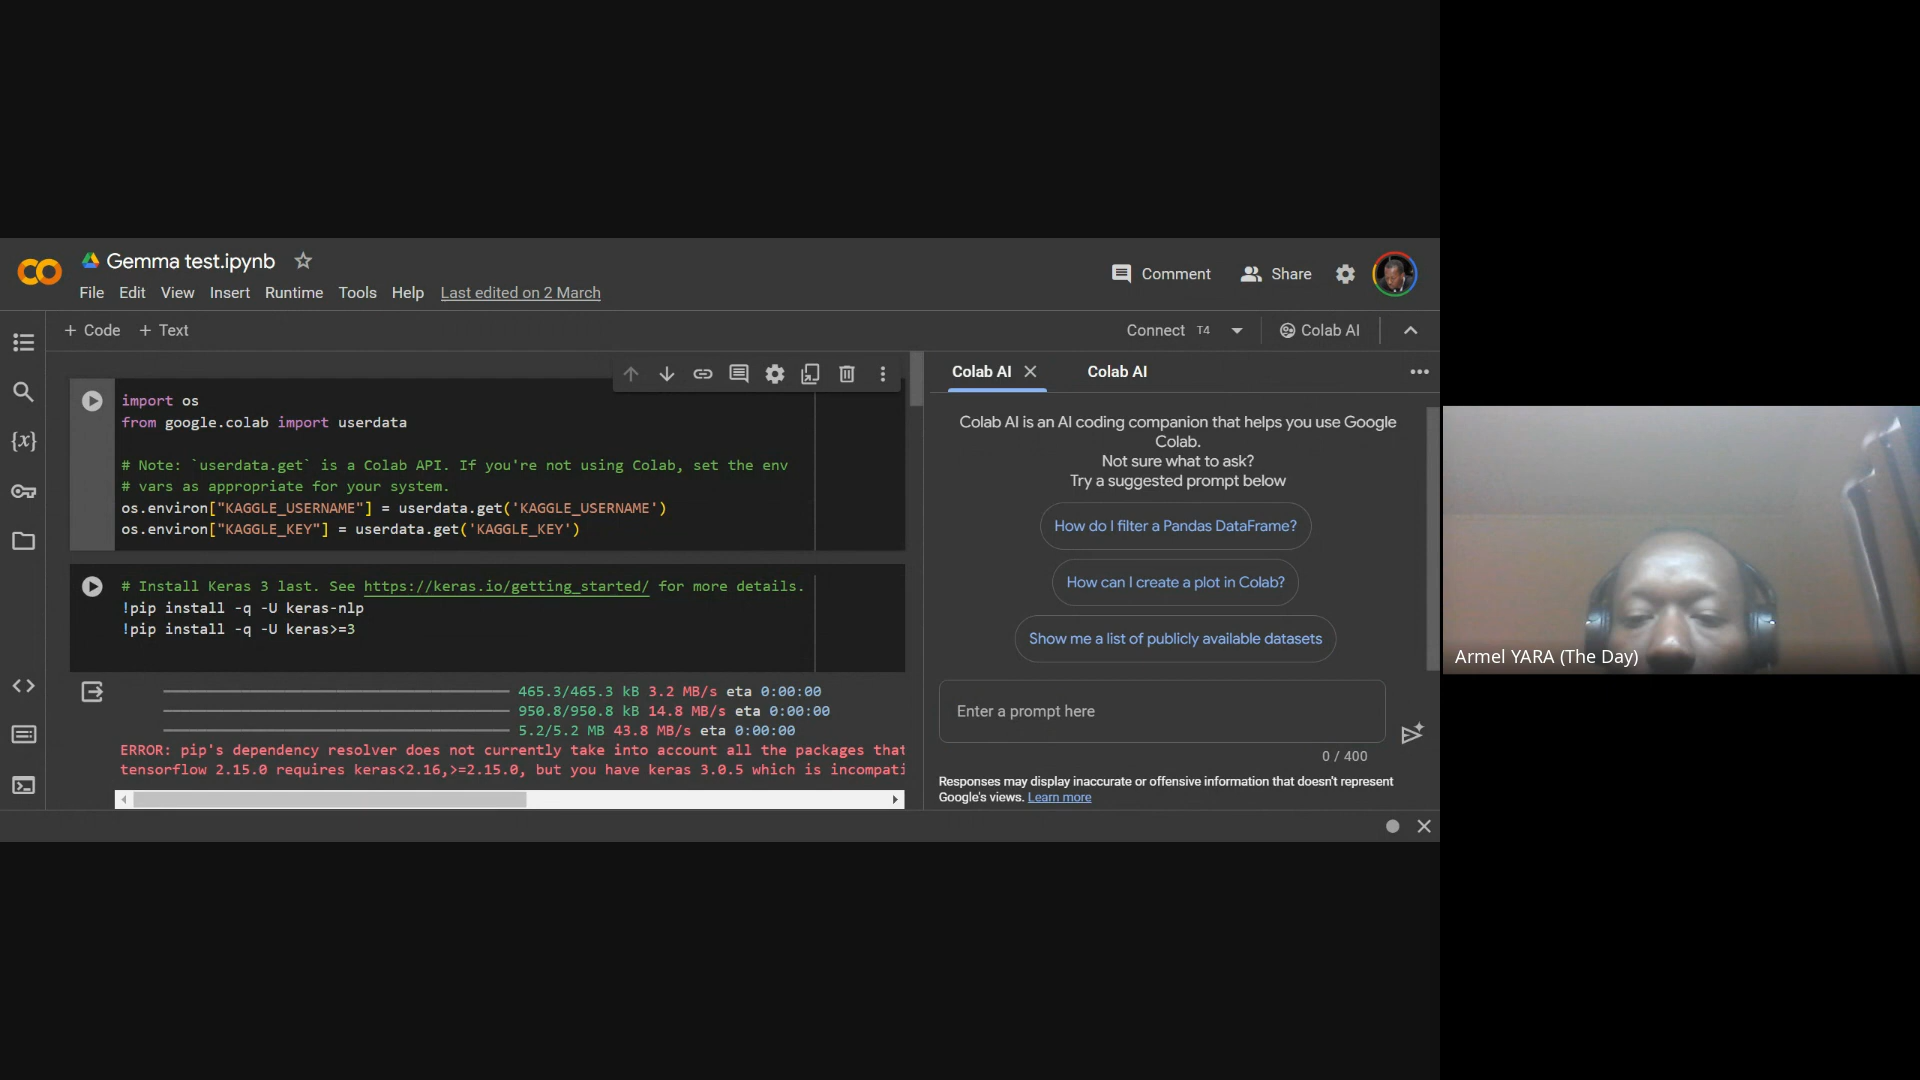 Gemma test.ipynb
Comment
Share
File Edit View Insert Runtime Tools Help Last edited on 2 March
+ Code + Text
Connect T4
Colab AI
import os
from google.colab import userdata
# Note: `userdata.get` is a Colab API. If you're not using Colab, set the env
# vars as appropriate for your system.
os.environ["KAGGLE_USERNAME"] = userdata.get('KAGGLE_USERNAME')
os.environ["KAGGLE_KEY"] = userdata.get('KAGGLE_KEY')
# Install Keras 3 last. See https://keras.io/getting_started/ for more details.
!pip install -q -U keras-nlp
!pip install -q -U keras>=3
465.3/465.3 kB 3.2 MB/s eta 0:00:00
950.8/950.8 kB 14.8 MB/s eta 0:00:00
5.2/5.2 MB 43.8 MB/s eta 0:00:00
ERROR: pip's dependency resolver does not currently take into account all the packages that
tensorflow 2.15.0 requires keras<2.16,>=2.15.0, but you have keras 3.0.5 which is incompati
Colab AI
Colab AI
Colab AI is an AI coding companion that helps you use Google
Colab.
Not sure what to ask?
Try a suggested prompt below
How do I filter a Pandas DataFrame?
How can I create a plot in Colab?
Show me a list of publicly available datasets
Enter a prompt here
0 / 400
Responses may display inaccurate or offensive information that doesn't represent
Google's views. Learn more
Armel YARA (The Day)